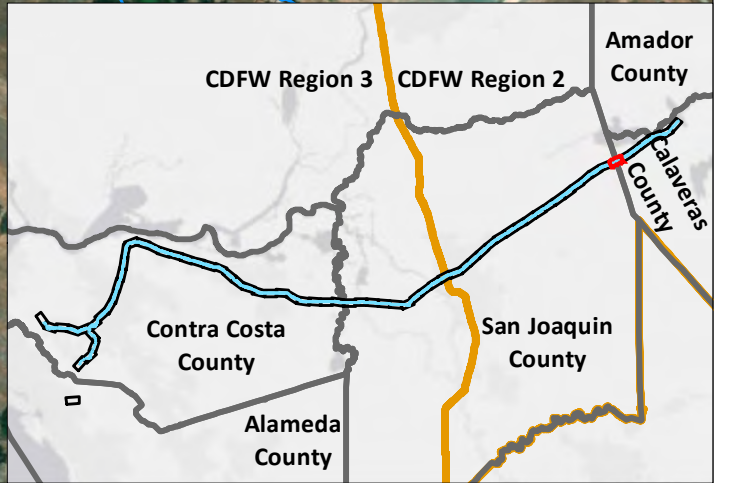 Amador
County
CDFW Region 3
CDFW Region 2
Calaveras
County
Contra Costa
County
San Joaquin
County
Alameda
County